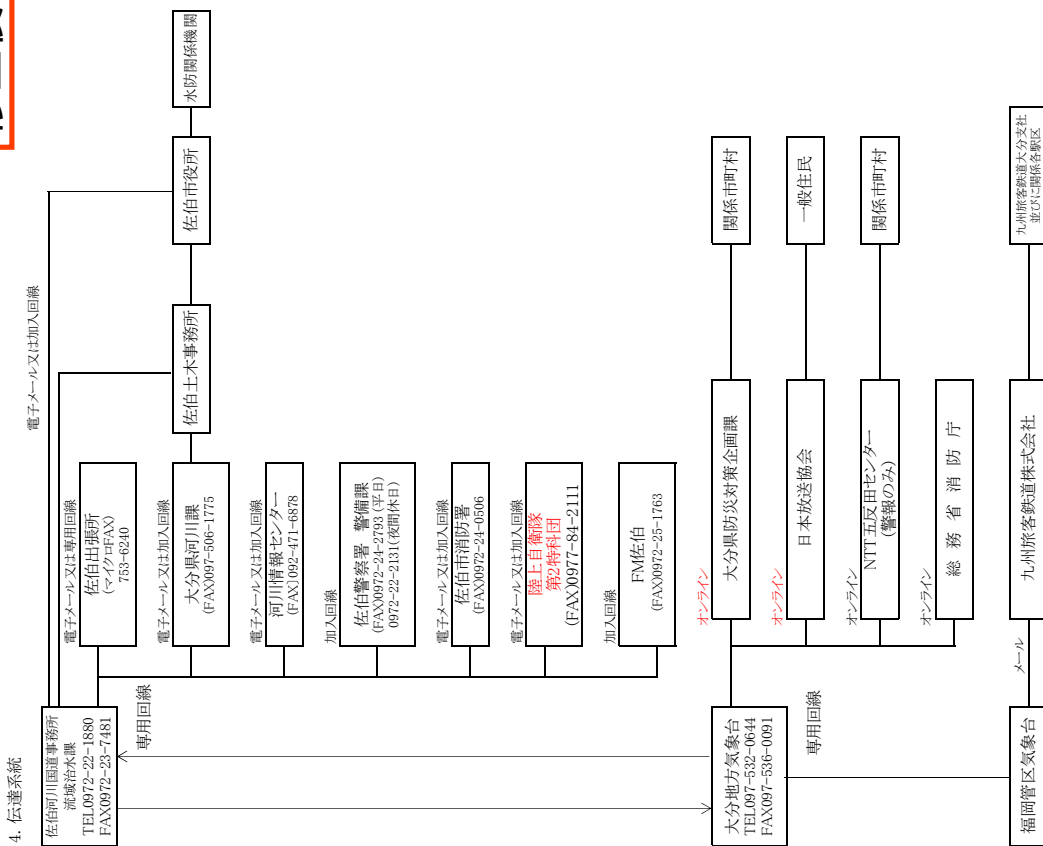 4. 伝達系統
佐伯河川国道事務所
流域治水課
TEL0972-22-1880
FAX0972-23-7481
専用回線
電子メール又は加入回線
電子メール又は専用回線
佐伯出張所
(マイクロFAX)
753-6240
電子メール又は加入回線
大分県河川課
(FAX)097-506-1775
佐伯土木事務所
佐伯市役所
水防関係機関
電子メール又は加入回線
河川情報センター
(FAX)092-471-6878
加入回線
佐伯警察署 警備課
(FAX)0972-24-2793(平日)
0972-22-2131(夜間休日)
電子メール又は加入回線
佐伯市消防署
(FAX)0972-24-0506
電子メール又は加入回線
陸上自衛隊
第2特科団
(FAX)0977-84-2111
加入回線
FM佐伯
(FAX)0972-25-1763
大分地方気象台
TEL097-532-0644
FAX097-536-0091
専用回線
オンライン
大分県防災対策企画課
関係市町村
オンライン
日本放送協会
一般住民
オンライン
NTT五反田センター
(警報のみ)
関係市町村
オンライン
総務省消防庁
福岡管区気象台
メール
九州旅客鉄道株式会社
九州旅客鉄道大分支社
並びに関係各駅区